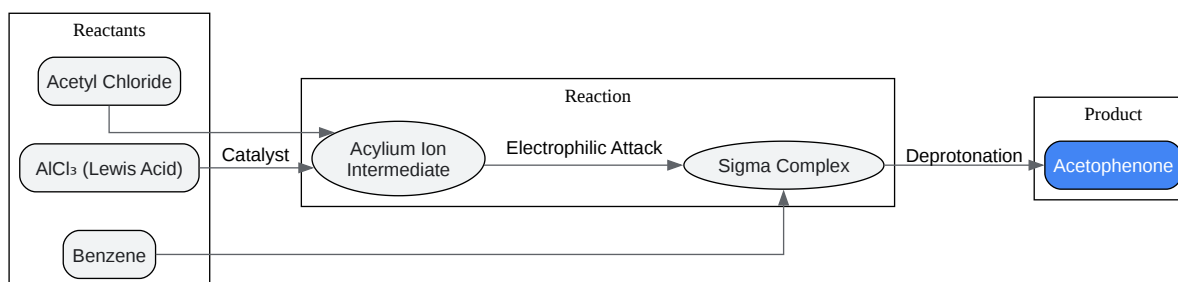 Reactants
Acetyl Chloride
AlCl₃ (Lewis Acid)
Benzene
Catalyst
Reaction
Acylium Ion
Intermediate
Electrophilic Attack
Sigma Complex
Deprotonation
Product
Acetophenone